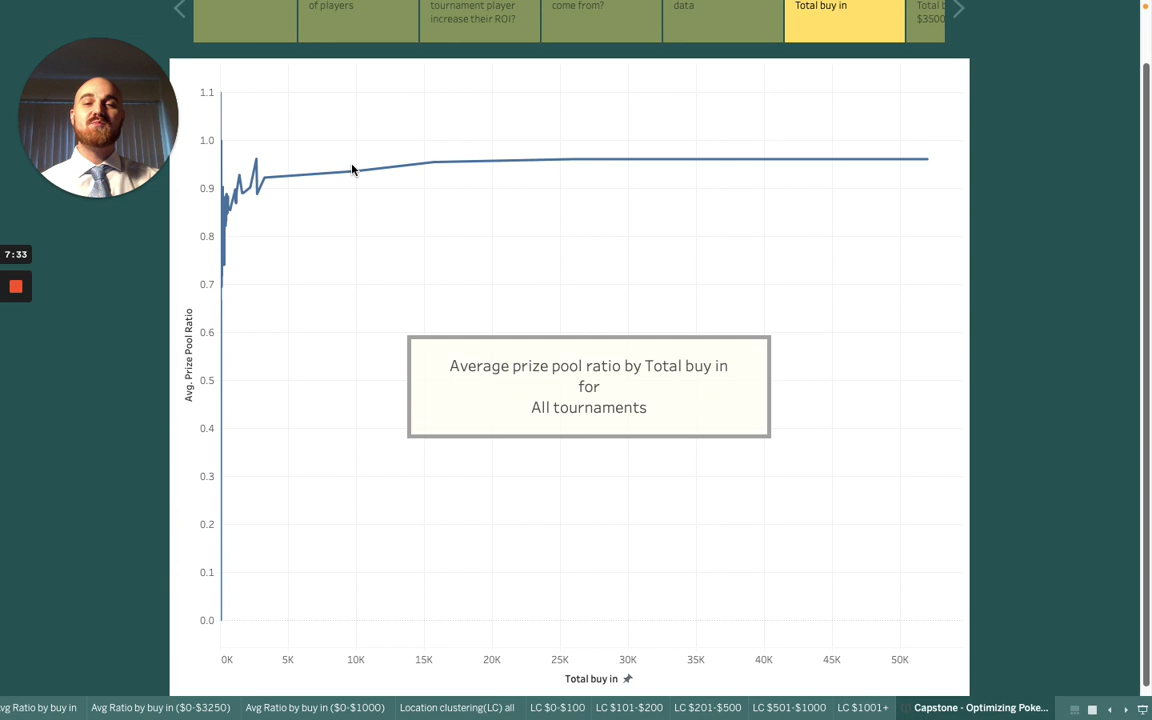 of players
tournament player
increase their ROI?
come from?
data
Total buy in
Total b
$3500
1.1
1.0
0.9
0.8
0.7
0.6
0.5
0.4
0.3
0.2
0.1
0.0
Avg. Prize Pool Ratio
Average prize pool ratio by Total buy in
for
All tournaments
0K 5K 10K 15K 20K 25K 30K 35K 40K 45K 50K
Total buy in
7:33
vg Ratio by buy in Avg Ratio by buy in ($0-$3250) Avg Ratio by buy in ($0-$1000) Location clustering(LC) all LC $0-$100 LC $101-$200 LC $201-$500 LC $501-$1000 LC $1001+ Capstone - Optimizing Poke...